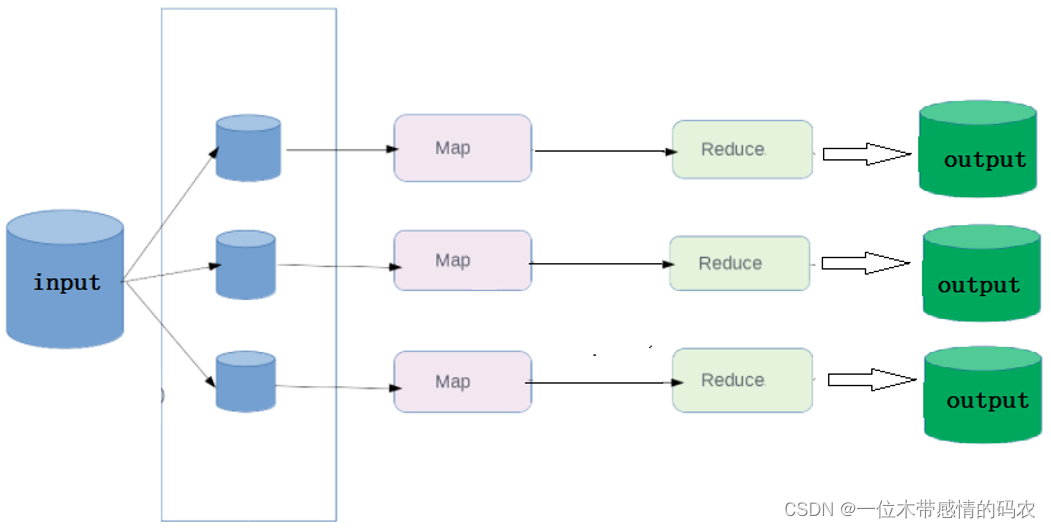 Map
Reduce
output
input
Map
Reduce
output
Map
Reduce
output
CSDN @一位木带感情的码农